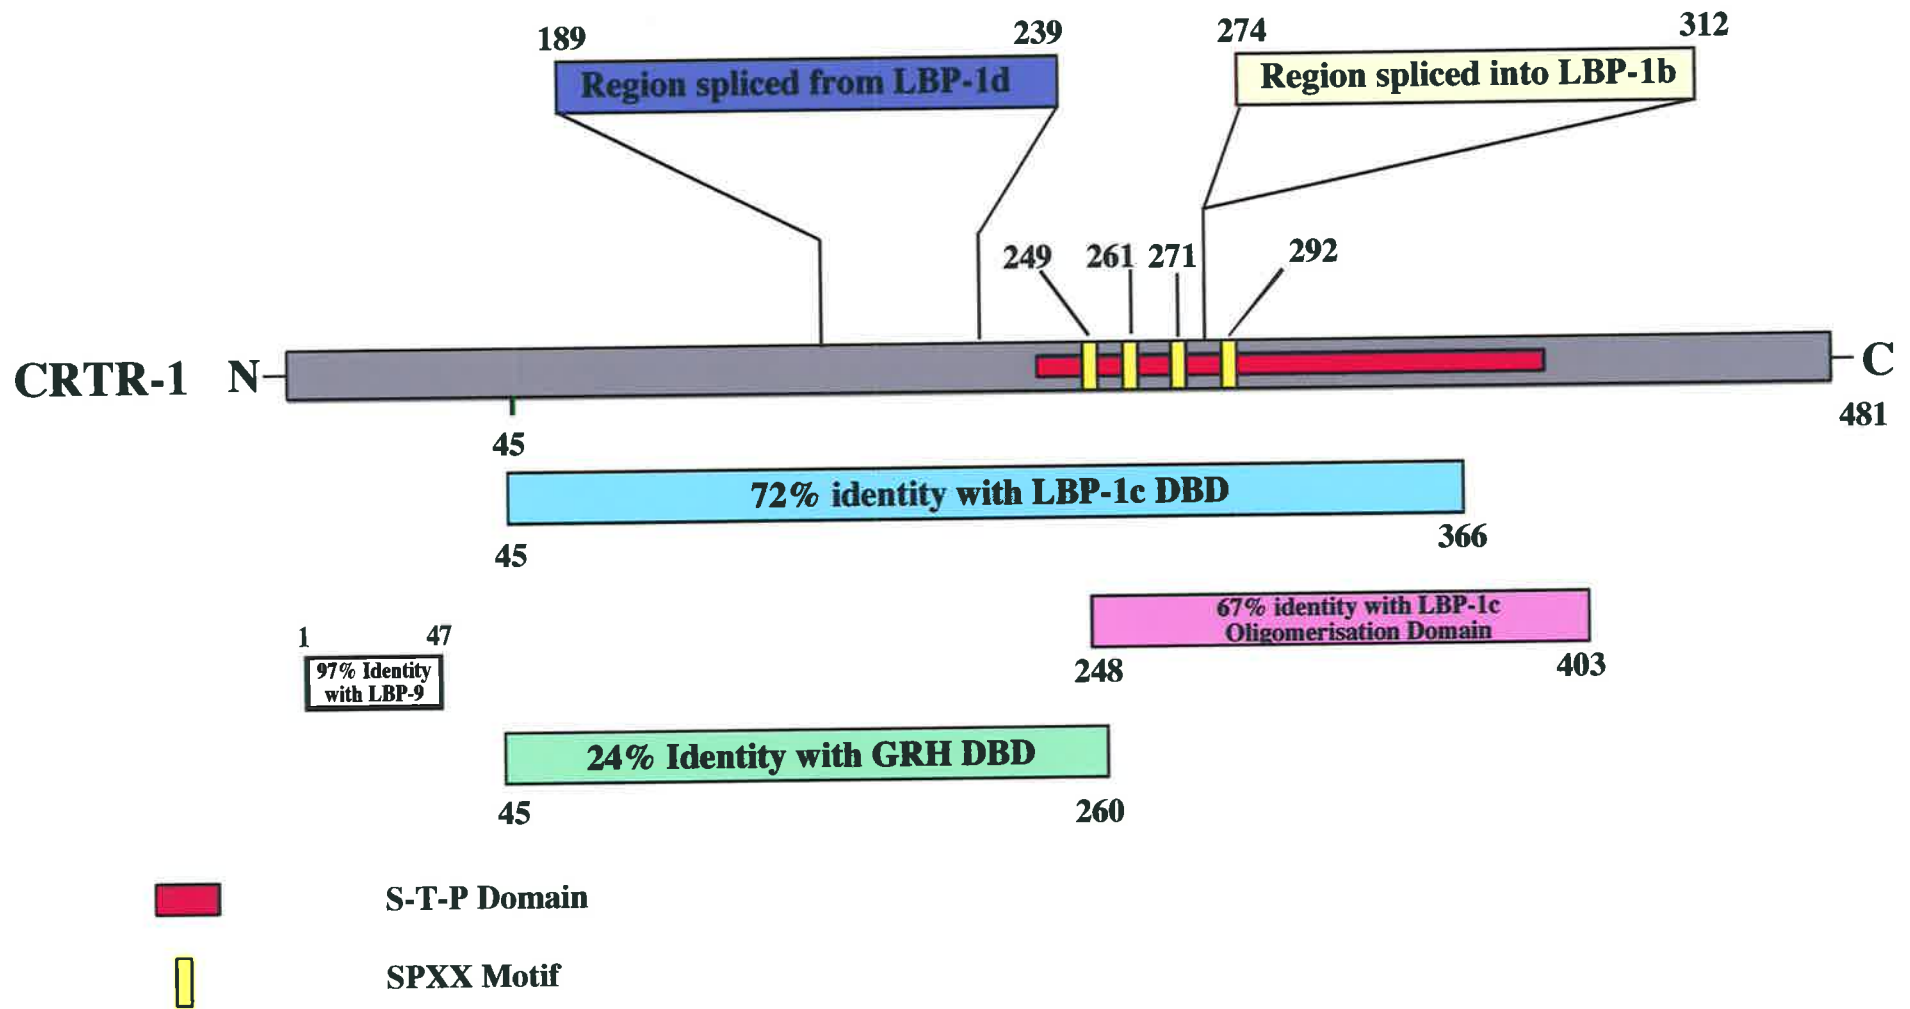 189 239 274 312
Region spliced from LBP-1d Region spliced into LBP-1b
249 261 271 292
CRTR-1 N C
481
45
72% identity with LBP-1c DBD
45 366
67% identity with LBP-1c
Oligomerisation Domain
248 403
1 47
97% Identity
with LBP-9
24% Identity with GRH DBD
45 260
S-T-P Domain
SPXX Motif